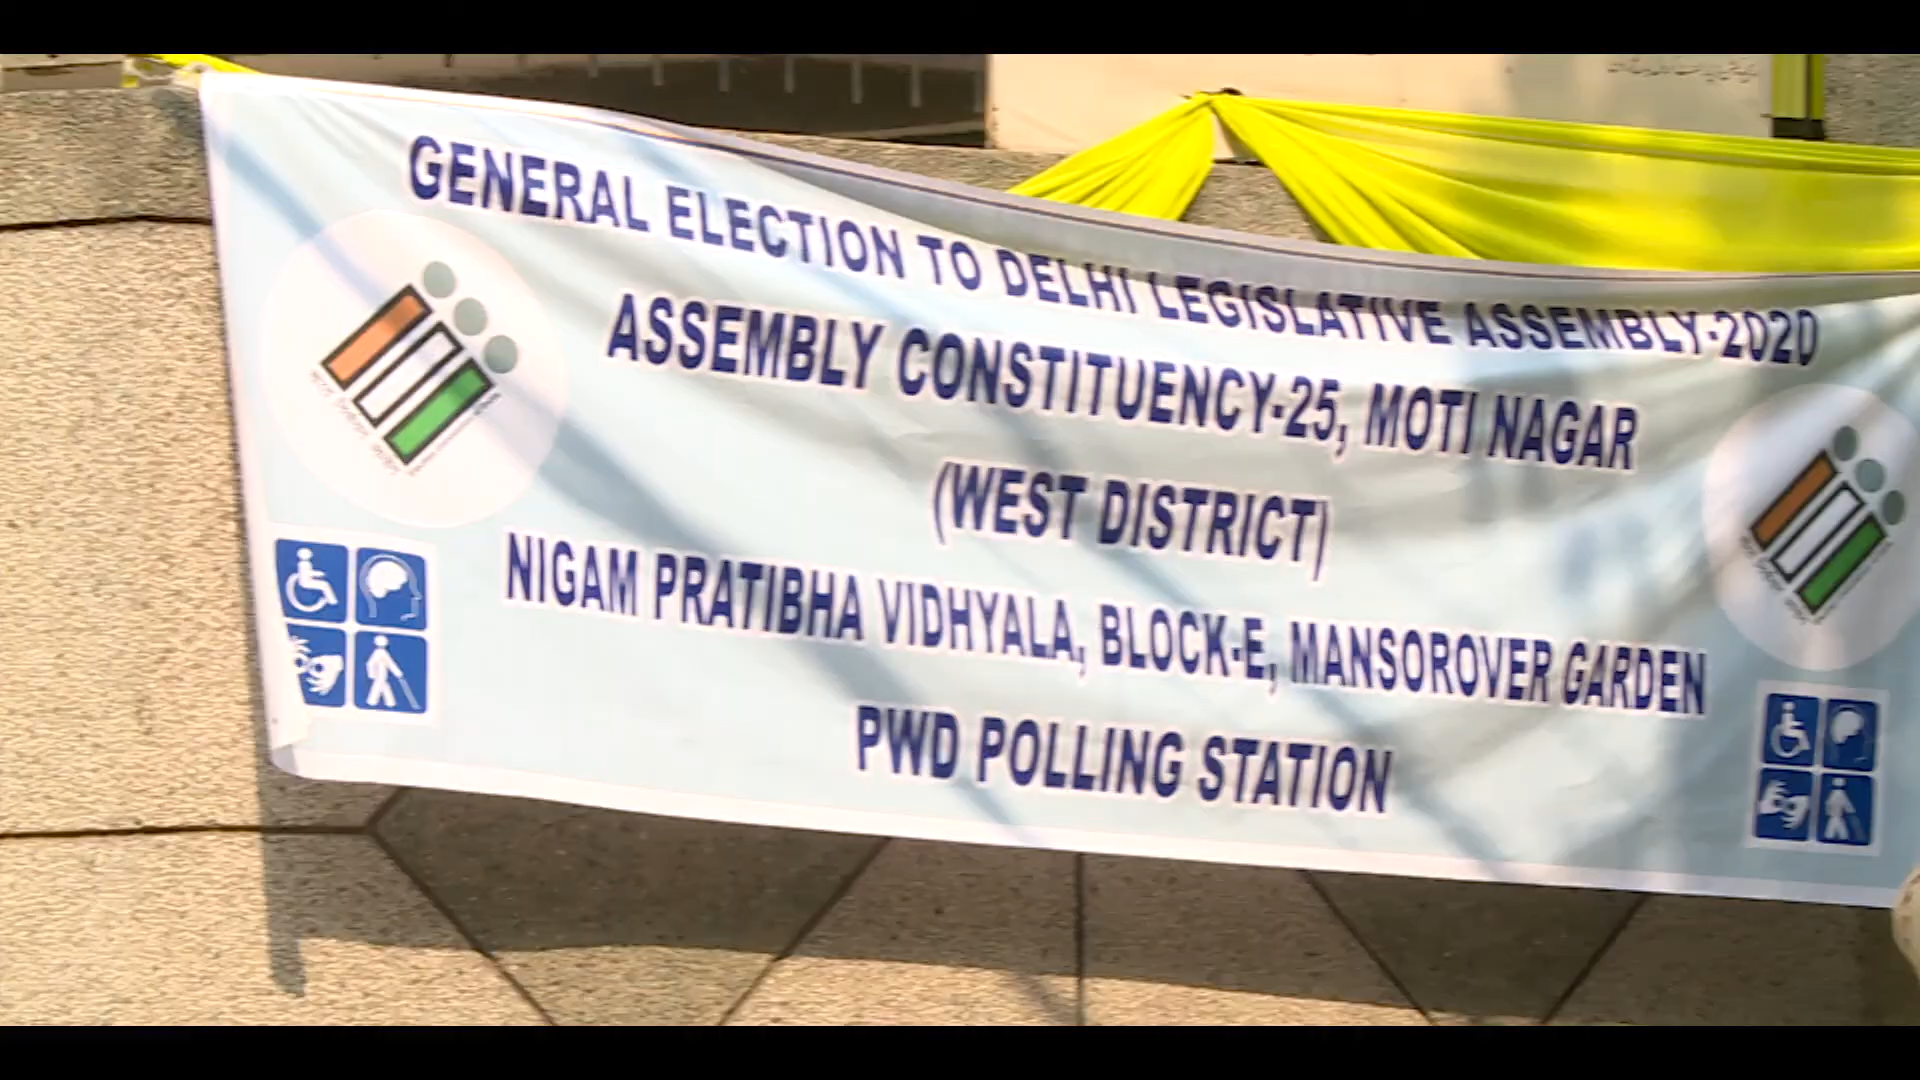 GENERAL ELECTION TO DELHI LEGISLATIVE ASSEMBLY-2020
ASSEMBLY CONSTITUENCY-25, MOTI NAGAR
(WEST DISTRICT)
NIGAM PRATIBHA VIDHYALA, BLOCK-E, MANSOROVER GARDEN
PWD POLLING STATION